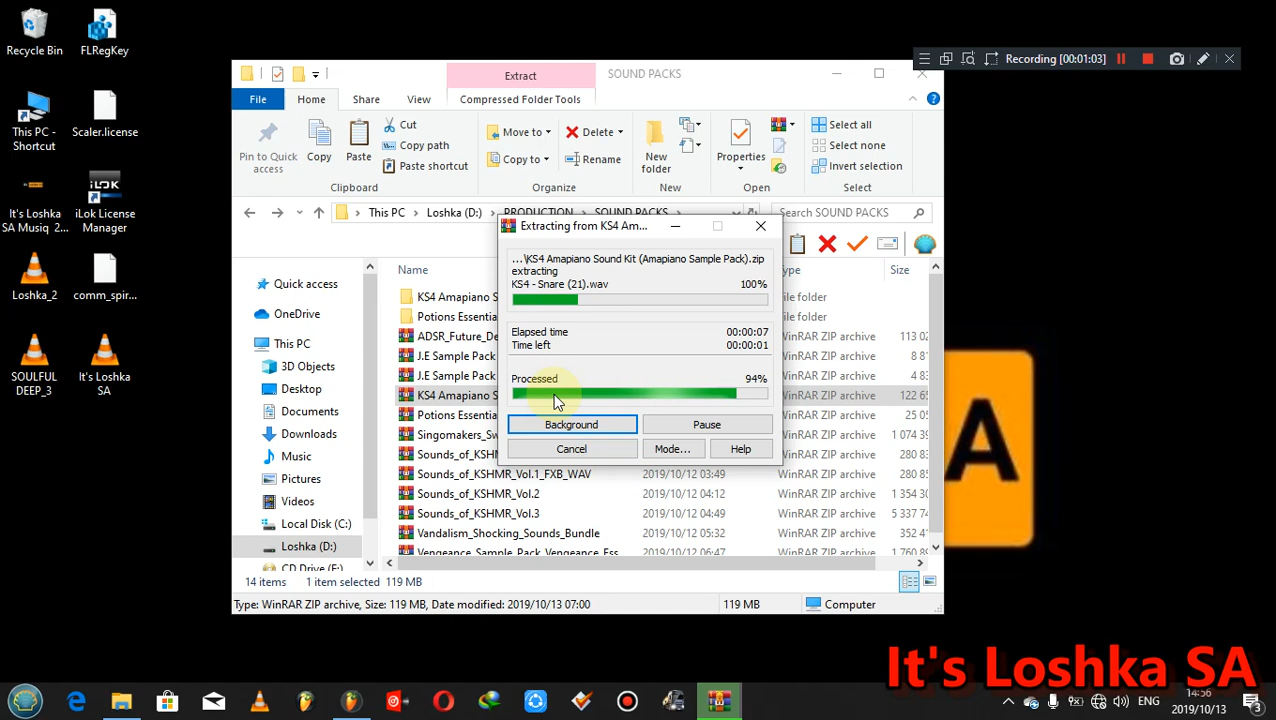 Recycle Bin
FLRegKey
This PC -
Shortcut
Scaler.license
It's Loshka
SA Musiq 2...
iLok
iLok License
Manager
Loshka_2
comm_spir...
SOULFUL
DEEP_3
It's Loshka
SA
Recording [00:01:03]
Extract
SOUND PACKS
File
Home
Share
View
Compressed Folder Tools
Pin to Quick
access
Copy
Paste
Cut
Copy path
Paste shortcut
Clipboard
Move to
Copy to
Delete
Rename
Organize
New
folder
New
Properties
Open
Select all
Select none
Invert selection
Select
This PC > Loshka (D:) > PRODUCTION > SOUND PACKS
Search SOUND PACKS
Quick access
OneDrive
This PC
3D Objects
Desktop
Documents
Downloads
Music
Pictures
Videos
Local Disk (C:)
Loshka (D:)
CD Drive (F:)
Name
Type
Size
KS4 Amapiano S
File folder
Potions Essentia
File folder
ADSR_Future_De
WinRAR ZIP archive 113 02
J.E Sample Pack
WinRAR ZIP archive 8 81
J.E Sample Pack
WinRAR ZIP archive 4 83
KS4 Amapiano S
WinRAR ZIP archive 122 65
Potions Essentia
WinRAR ZIP archive 25 05
Singomakers_Sw
WinRAR ZIP archive 1 074 39
Sounds_of_KSHM
WinRAR ZIP archive 280 83
Sounds_of_KSHMR_Vol.1_FXB_WAV 2019/10/12 03:49 WinRAR ZIP archive 280 83
Sounds_of_KSHMR_Vol.2 2019/10/12 04:12 WinRAR ZIP archive 1 354 30
Sounds_of_KSHMR_Vol.3 2019/10/12 04:39 WinRAR ZIP archive 5 337 74
Vandalism_Shocking_Sounds_Bundle 2019/10/12 05:32 WinRAR ZIP archive 352 41
Vengeance_Sample_Pack_Vengeance_Ess... 2019/10/12 06:47 WinRAR ZIP archive 1 760 89
Extracting from KS4 Am...
...\KS4 Amapiano Sound Kit (Amapiano Sample Pack).zip
extracting
KS4 - Snare (21).wav 100%
Elapsed time 00:00:07
Time left 00:00:01
Processed 94%
Background
Pause
Cancel
Mode...
Help
14 items 1 item selected 119 MB
Type: WinRAR ZIP archive, Size: 119 MB, Date modified: 2019/10/13 07:00 119 MB Computer
A
It's Loshka SA
ENG
14:56
2019/10/13
3